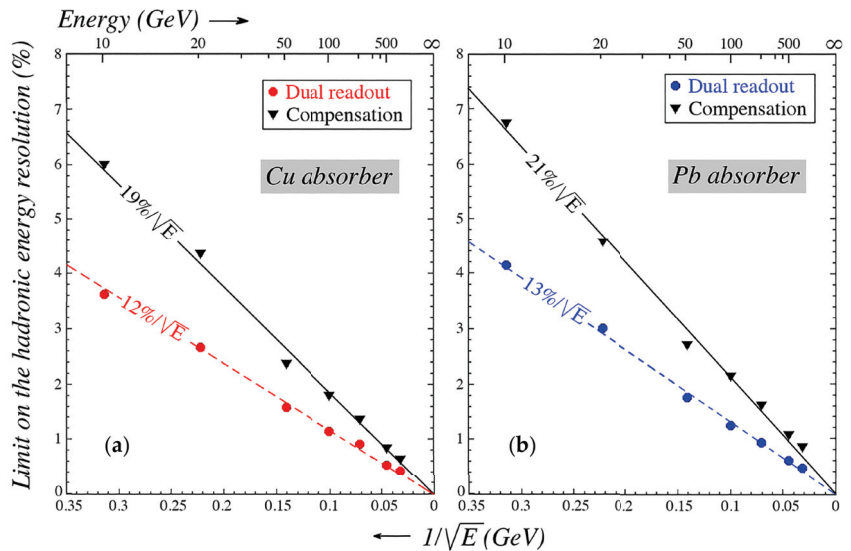 Energy (GeV) →
10 20 50 100 500 ∞
10 20 50 100 500 ∞
Limit on the hadronic energy resolution (%)
8
7
6
5
4
3
2
1
0
Dual readout
Compensation
Cu absorber
19%/√E
12%/√E
(a)
0.35 0.3 0.25 0.2 0.15 0.1 0.05 0
8
7
6
5
4
3
2
1
0
Dual readout
Compensation
Pb absorber
21%/√E
13%/√E
(b)
0.35 0.3 0.25 0.2 0.15 0.1 0.05 0
← 1/√E (GeV)